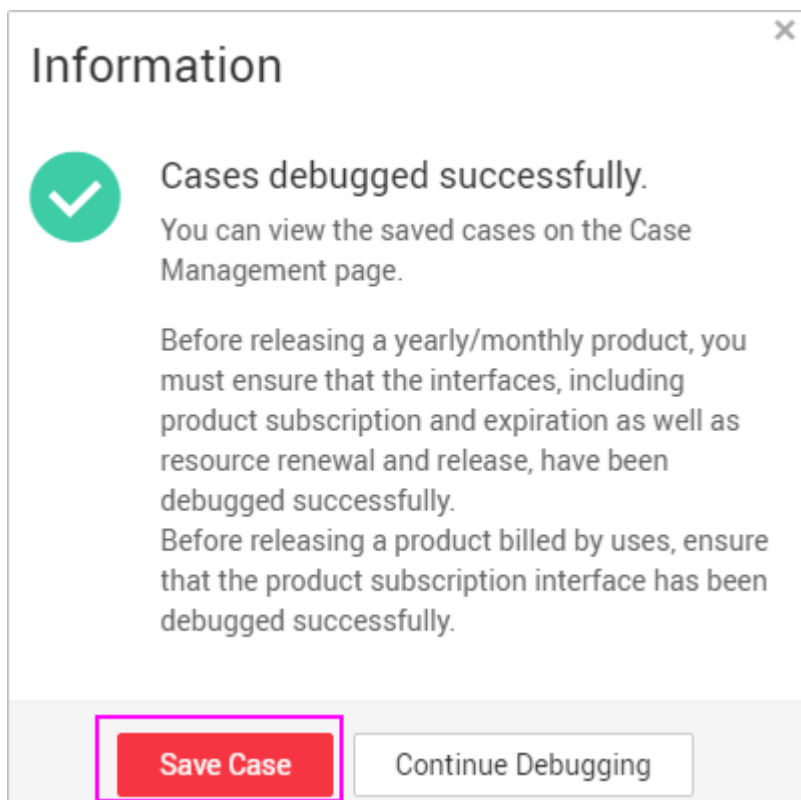 Information
Cases debugged successfully.
You can view the saved cases on the Case
Management page.
Before releasing a yearly/monthly product, you
must ensure that the interfaces, including
product subscription and expiration as well as
resource renewal and release, have been
debugged successfully.
Before releasing a product billed by uses, ensure
that the product subscription interface has been
debugged successfully.
Save Case
Continue Debugging